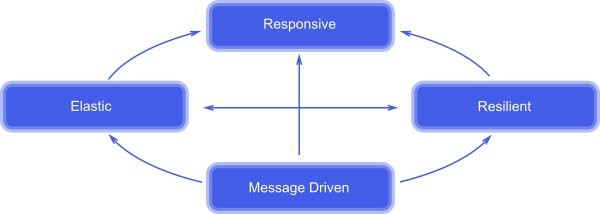 Responsive
Elastic
Resilient
Message Driven